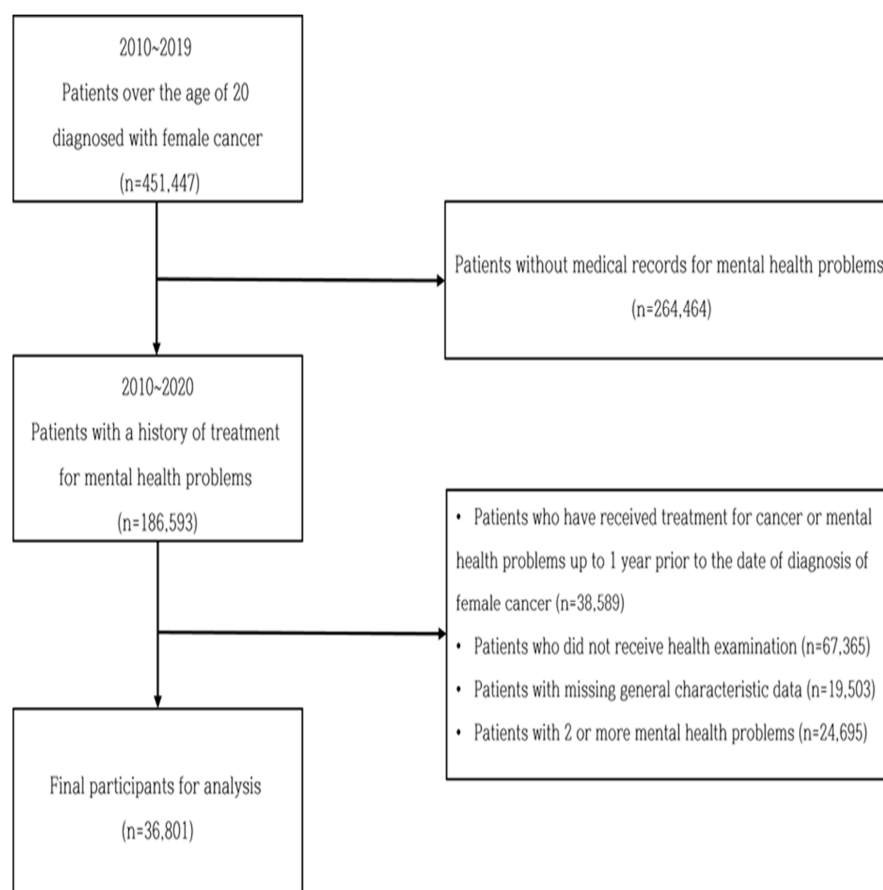 2010~2019
Patients over the age of 20
diagnosed with female cancer
(n=451,447)
Patients without medical records for mental health problems
(n=264,464)
2010~2020
Patients with a history of treatment
for mental health problems
(n=186,593)
• Patients who have received treatment for cancer or mental
health problems up to 1 year prior to the date of diagnosis of
female cancer (n=38,589)
• Patients who did not receive health examination (n=67,365)
• Patients with missing general characteristic data (n=19,503)
• Patients with 2 or more mental health problems (n=24,695)
Final participants for analysis
(n=36,801)